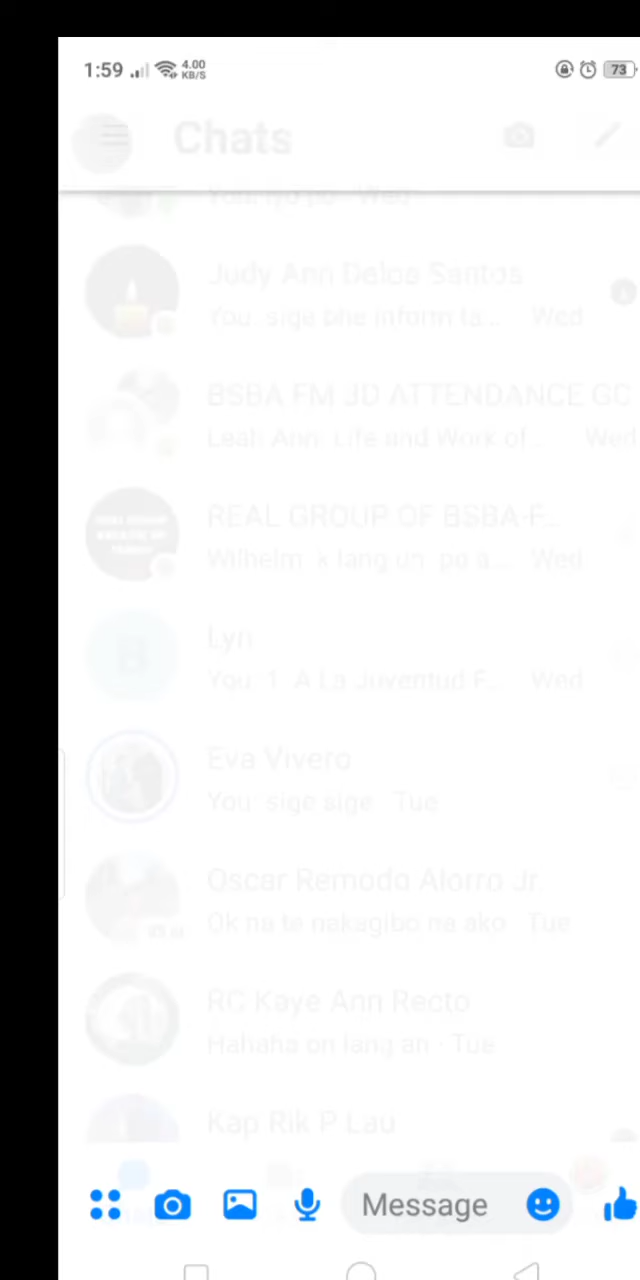 1:59 4.00 KB/S 73
Chats
Judy Ann Delos Santos
You: sige bhe inform ta... Wed
BSBA FM 3D ATTENDANCE GC
Leah Ann: Life and Work of... Wed
REAL GROUP OF BSBA-F...
Wilhelm: k lang un po Wed
B
Lyn
You: 1. A La Juventud F... Wed
Eva Vivero
You: sige sige · Tue
Oscar Remodo Alorro Jr.
Ok na te nakagibo na ako · Tue
RC Kaye Ann Recto
Hahaha on lang an · Tue
Kap Rik P Lau
Message